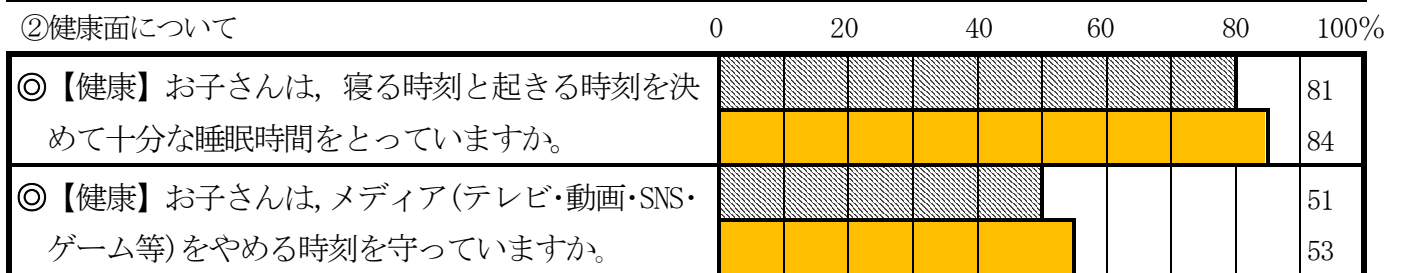 ②健康面について 0 20 40 60 80 100%
◎【健康】お子さんは，寝る時刻と起きる時刻を決 81
めて十分な睡眠時間をとっていますか。 84
◎【健康】お子さんは，メディア(テレビ・動画・SNS・ 51
ゲーム等)をやめる時刻を守っていますか。 53